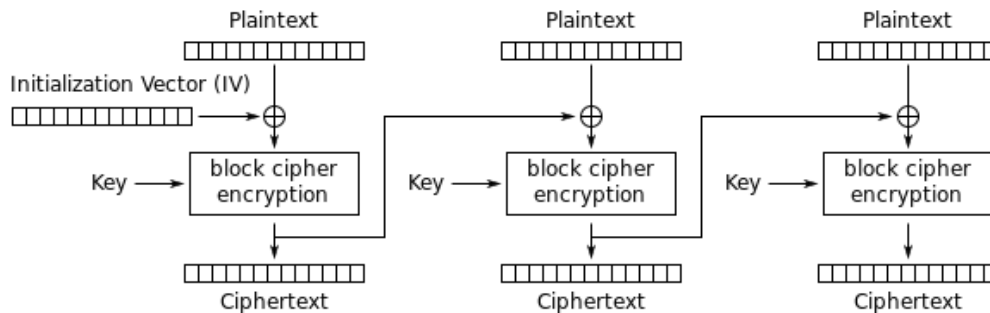 Plaintext
Plaintext
Plaintext
Initialization Vector (IV)
Key
block cipher
encryption
Key
block cipher
encryption
Key
block cipher
encryption
Ciphertext
Ciphertext
Ciphertext